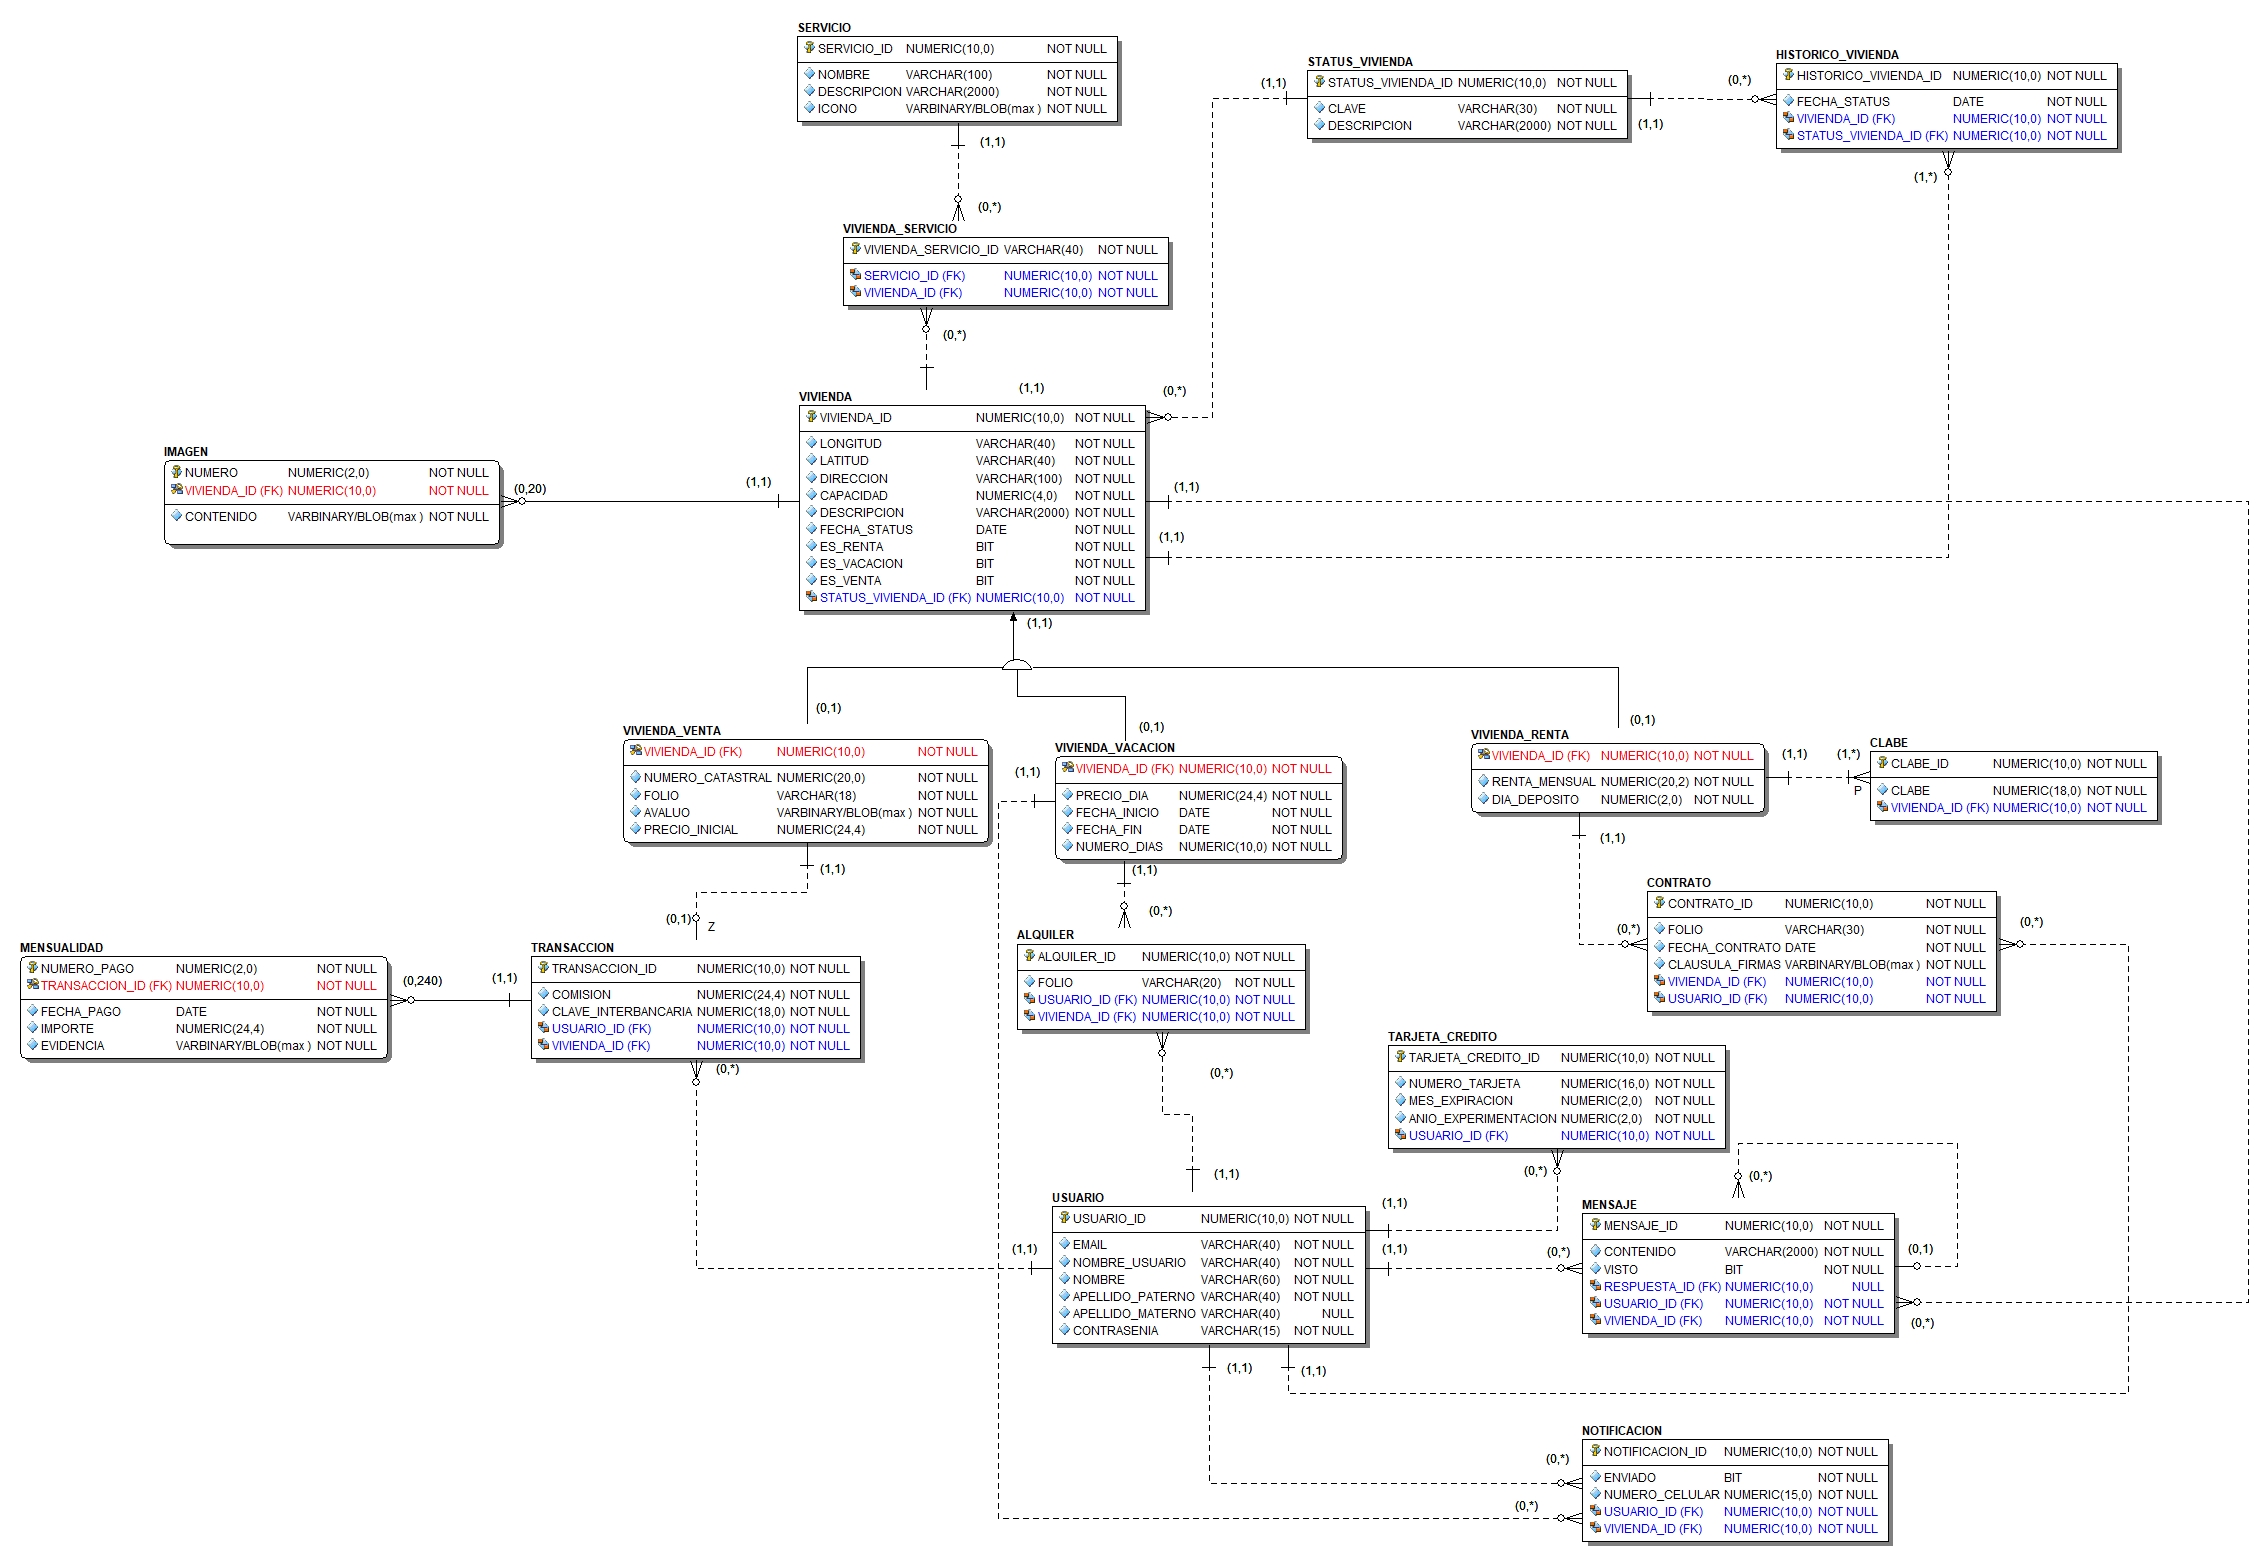 SERVICIO
SERVICIO_ID NUMERIC(10,0) NOT NULL
NOMBRE VARCHAR(100) NOT NULL
DESCRIPCION VARCHAR(2000) NOT NULL
ICONO VARBINARY/BLOB(max ) NOT NULL
(1,1)
(0,*)
STATUS_VIVIENDA
STATUS_VIVIENDA_ID NUMERIC(10,0) NOT NULL
CLAVE VARCHAR(30) NOT NULL
DESCRIPCION VARCHAR(2000) NOT NULL
(1,1)
(1,1)
HISTORICO_VIVIENDA
HISTORICO_VIVIENDA_ID NUMERIC(10,0) NOT NULL
FECHA_STATUS DATE NOT NULL
VIVIENDA_ID (FK) NUMERIC(10,0) NOT NULL
STATUS_VIVIENDA_ID (FK) NUMERIC(10,0) NOT NULL
(0,*)
(1,*)
VIVIENDA_SERVICIO
VIVIENDA_SERVICIO_ID VARCHAR(40) NOT NULL
SERVICIO_ID (FK) NUMERIC(10,0) NOT NULL
VIVIENDA_ID (FK) NUMERIC(10,0) NOT NULL
(0,*)
(1,1)
(0,*)
VIVIENDA
VIVIENDA_ID NUMERIC(10,0) NOT NULL
LONGITUD VARCHAR(40) NOT NULL
LATITUD VARCHAR(40) NOT NULL
DIRECCION VARCHAR(100) NOT NULL
CAPACIDAD NUMERIC(4,0) NOT NULL
DESCRIPCION VARCHAR(2000) NOT NULL
FECHA_STATUS DATE NOT NULL
ES_RENTA BIT NOT NULL
ES_VACACION BIT NOT NULL
ES_VENTA BIT NOT NULL
STATUS_VIVIENDA_ID (FK) NUMERIC(10,0) NOT NULL
(1,1)
(1,1)
(1,1)
IMAGEN
NUMERO NUMERIC(2,0) NOT NULL
VIVIENDA_ID (FK) NUMERIC(10,0) NOT NULL
CONTENIDO VARBINARY/BLOB(max ) NOT NULL
(0,20)
(1,1)
(0,1)
(0,1)
(0,1)
VIVIENDA_VENTA
VIVIENDA_ID (FK) NUMERIC(10,0) NOT NULL
NUMERO_CATASTRAL NUMERIC(20,0) NOT NULL
FOLIO VARCHAR(18) NOT NULL
AVALUO VARBINARY/BLOB(max ) NOT NULL
PRECIO_INICIAL NUMERIC(24,4) NOT NULL
(1,1)
(0,1)
Z
VIVIENDA_VACACION
VIVIENDA_ID (FK) NUMERIC(10,0) NOT NULL
PRECIO_DIA NUMERIC(24,4) NOT NULL
FECHA_INICIO DATE NOT NULL
FECHA_FIN DATE NOT NULL
NUMERO_DIAS NUMERIC(10,0) NOT NULL
(1,1)
(1,1)
(0,*)
VIVIENDA_RENTA
VIVIENDA_ID (FK) NUMERIC(10,0) NOT NULL
RENTA_MENSUAL NUMERIC(20,2) NOT NULL
DIA_DEPOSITO NUMERIC(2,0) NOT NULL
(1,1)
(1,*)
P
(1,1)
CLABE
CLABE_ID NUMERIC(10,0) NOT NULL
CLABE NUMERIC(18,0) NOT NULL
VIVIENDA_ID (FK) NUMERIC(10,0) NOT NULL
CONTRATO
CONTRATO_ID NUMERIC(10,0) NOT NULL
FOLIO VARCHAR(30) NOT NULL
FECHA_CONTRATO DATE NOT NULL
CLAUSULA_FIRMAS VARBINARY/BLOB(max ) NOT NULL
VIVIENDA_ID (FK) NUMERIC(10,0) NOT NULL
USUARIO_ID (FK) NUMERIC(10,0) NOT NULL
(0,*)
(0,*)
MENSUALIDAD
NUMERO_PAGO NUMERIC(2,0) NOT NULL
TRANSACCION_ID (FK) NUMERIC(10,0) NOT NULL
FECHA_PAGO DATE NOT NULL
IMPORTE NUMERIC(24,4) NOT NULL
EVIDENCIA VARBINARY/BLOB(max ) NOT NULL
(0,240)
(1,1)
TRANSACCION
TRANSACCION_ID NUMERIC(10,0) NOT NULL
COMISION NUMERIC(24,4) NOT NULL
CLAVE_INTERBANCARIA NUMERIC(18,0) NOT NULL
USUARIO_ID (FK) NUMERIC(10,0) NOT NULL
VIVIENDA_ID (FK) NUMERIC(10,0) NOT NULL
(0,*)
ALQUILER
ALQUILER_ID NUMERIC(10,0) NOT NULL
FOLIO VARCHAR(20) NOT NULL
USUARIO_ID (FK) NUMERIC(10,0) NOT NULL
VIVIENDA_ID (FK) NUMERIC(10,0) NOT NULL
(0,*)
(1,1)
TARJETA_CREDITO
TARJETA_CREDITO_ID NUMERIC(10,0) NOT NULL
NUMERO_TARJETA NUMERIC(16,0) NOT NULL
MES_EXPIRACION NUMERIC(2,0) NOT NULL
ANIO_EXPERIMENTACION NUMERIC(2,0) NOT NULL
USUARIO_ID (FK) NUMERIC(10,0) NOT NULL
(0,*)
USUARIO
USUARIO_ID NUMERIC(10,0) NOT NULL
EMAIL VARCHAR(40) NOT NULL
NOMBRE_USUARIO VARCHAR(40) NOT NULL
NOMBRE VARCHAR(60) NOT NULL
APELLIDO_PATERNO VARCHAR(40) NOT NULL
APELLIDO_MATERNO VARCHAR(40) NULL
CONTRASENIA VARCHAR(15) NOT NULL
(1,1)
(1,1)
(1,1)
(1,1)
(1,1)
MENSAJE
MENSAJE_ID NUMERIC(10,0) NOT NULL
CONTENIDO VARCHAR(2000) NOT NULL
VISTO BIT NOT NULL
RESPUESTA_ID (FK) NUMERIC(10,0) NULL
USUARIO_ID (FK) NUMERIC(10,0) NOT NULL
VIVIENDA_ID (FK) NUMERIC(10,0) NOT NULL
(0,*)
(0,*)
(0,1)
(0,*)
NOTIFICACION
NOTIFICACION_ID NUMERIC(10,0) NOT NULL
ENVIADO BIT NOT NULL
NUMERO_CELULAR NUMERIC(15,0) NOT NULL
USUARIO_ID (FK) NUMERIC(10,0) NOT NULL
VIVIENDA_ID (FK) NUMERIC(10,0) NOT NULL
(0,*)
(0,*)
(1,1)